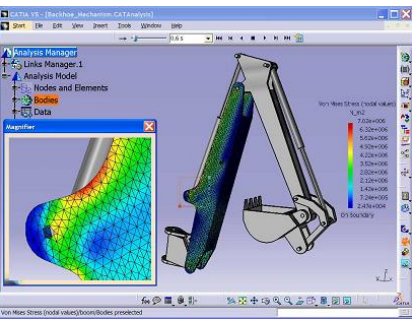 CATIA V5 - [Backhoe_Mechanism.CATAnalysis]
Start File Edit View Insert Tools Window Help
0.6 s
Analysis Manager
Links Manager.1
Analysis Model
Nodes and Elements
Bodies
Data
Magnifier
Von Mises Stress (nodal values)
N_m2
7.02e+006
6.32e+006
5.62e+006
4.92e+006
4.22e+006
3.52e+006
2.82e+006
2.12e+006
1.42e+006
7.24e+005
2.45e+004
On Boundary
Von Mises Stress (nodal values)/boom/Bodies preselected